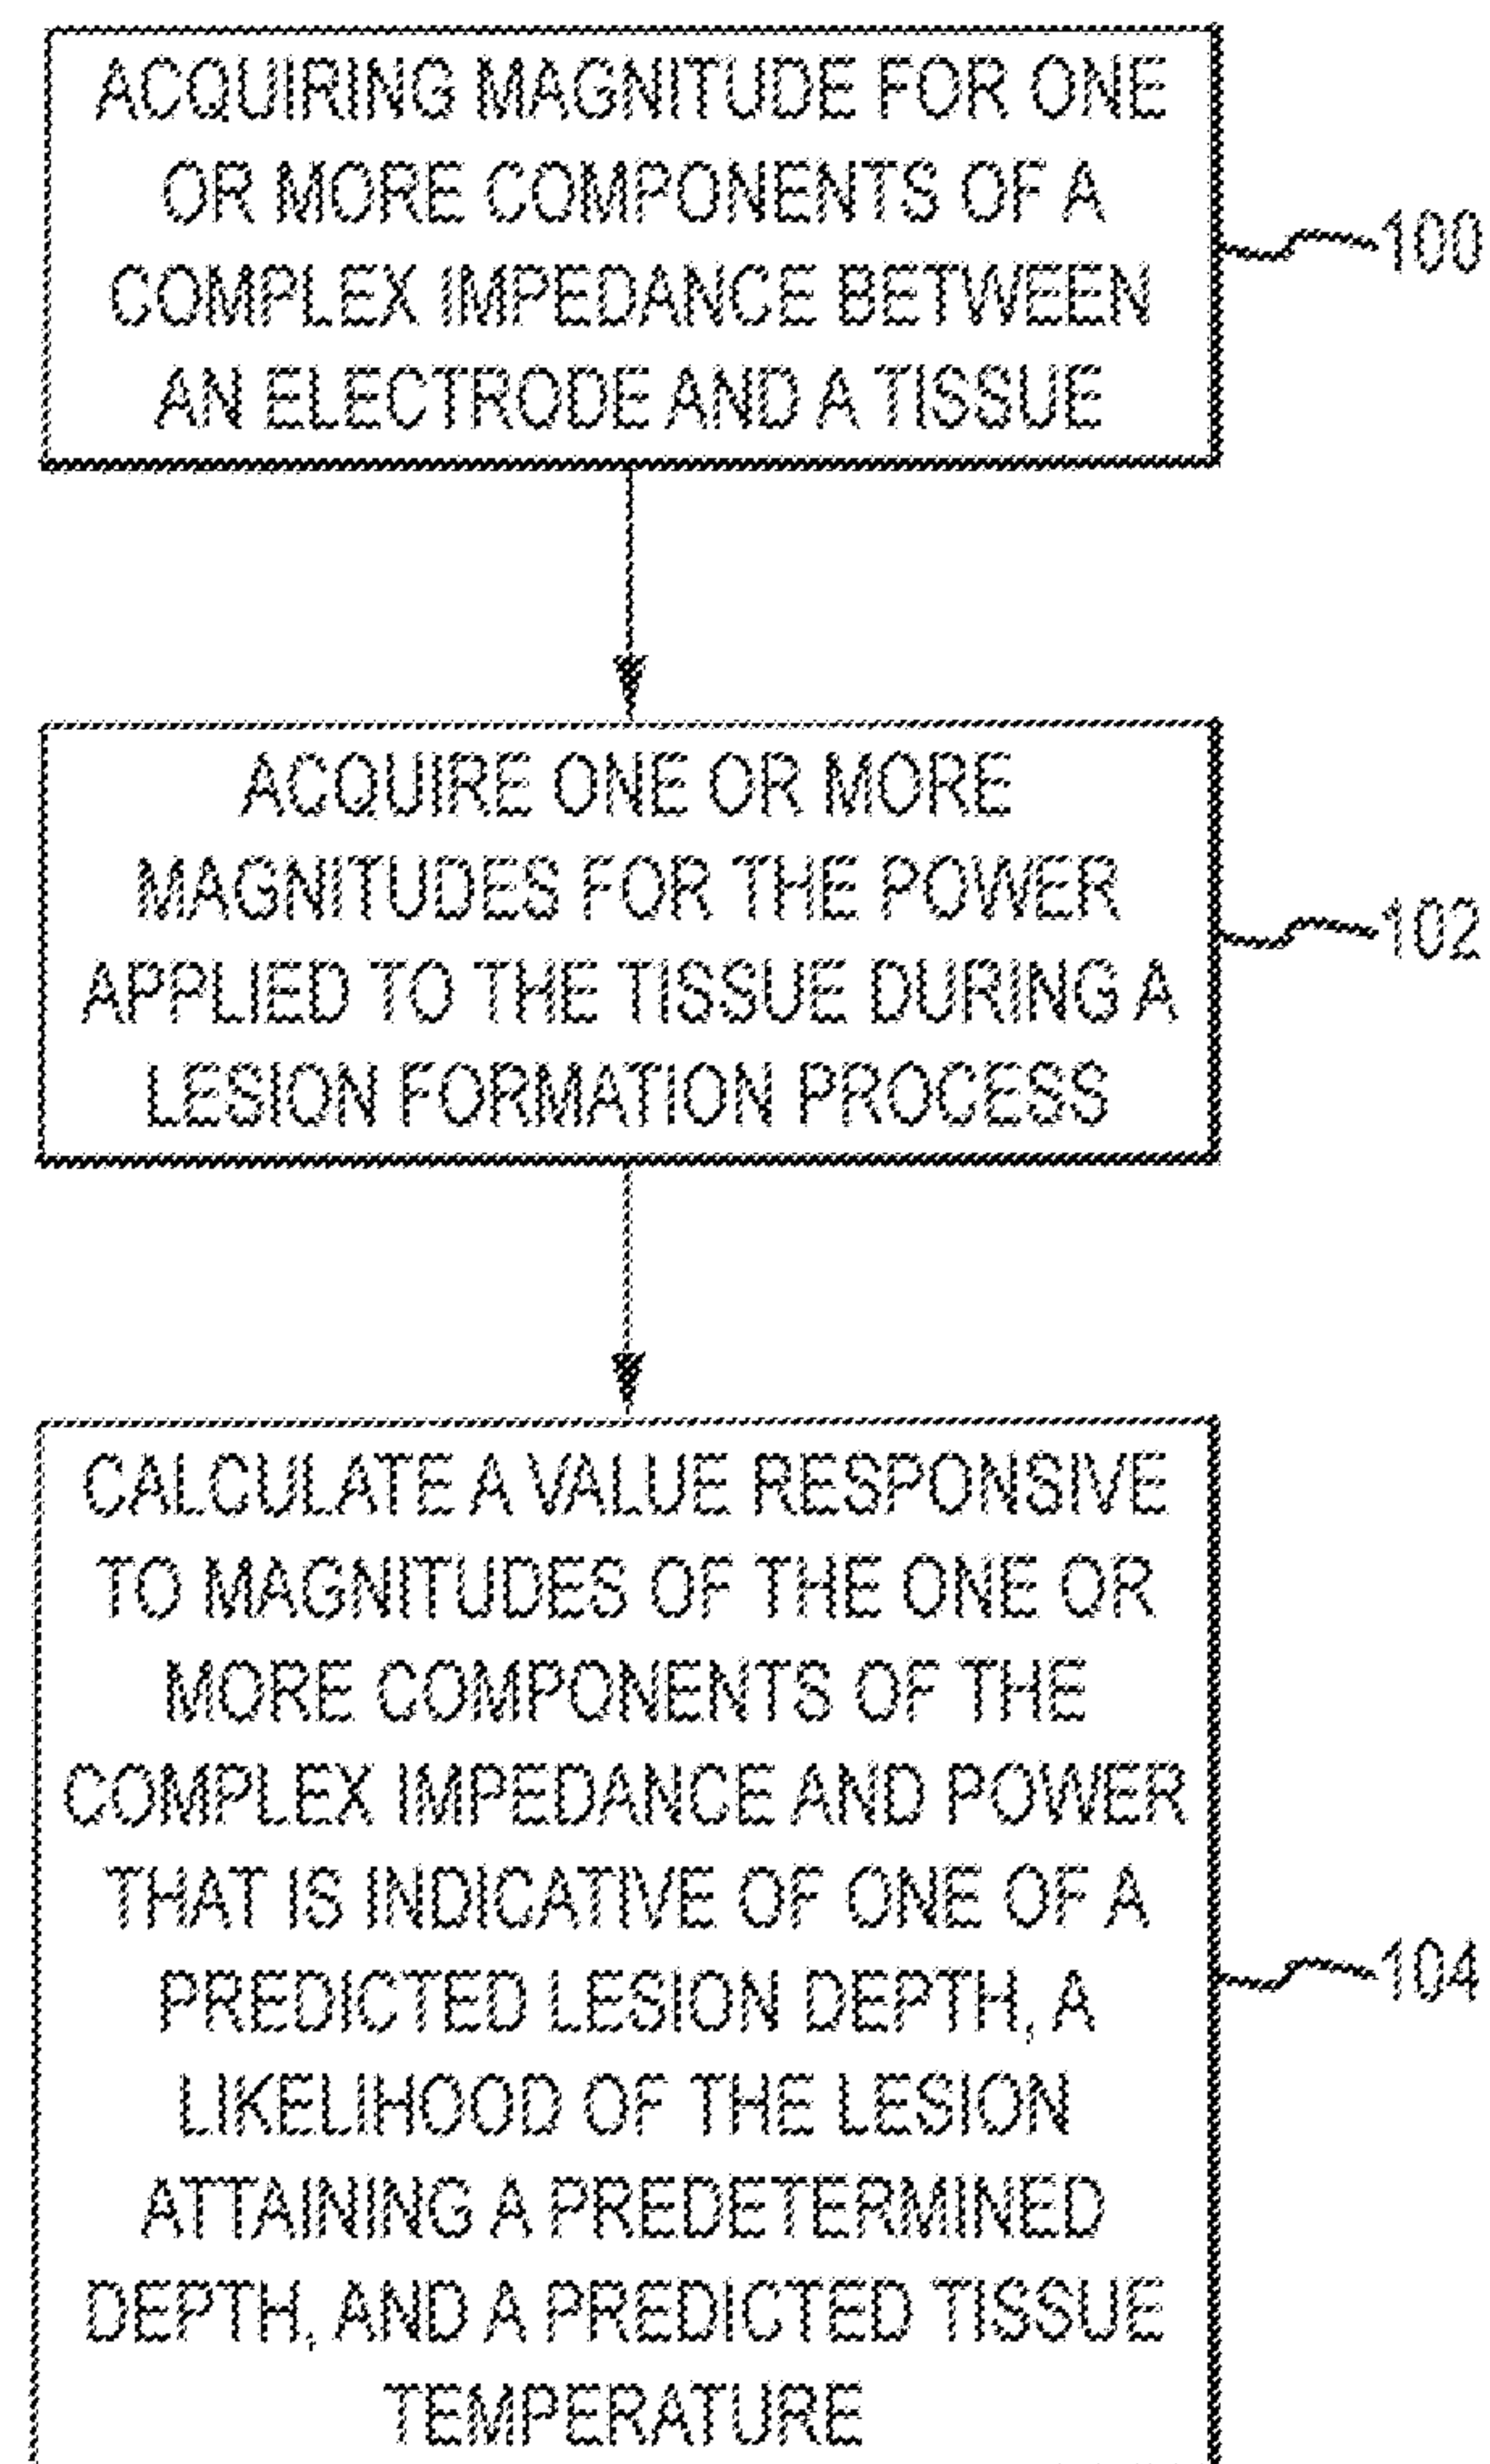 ACQUIRING MAGNITUDE FOR ONE
OR MORE COMPONENTS OF A
COMPLEX IMPEDANCE BETWEEN
AN ELECTRODE AND A TISSUE
100
ACQUIRE ONE OR MORE
MAGNITUDES FOR THE POWER
APPLIED TO THE TISSUE DURING A
LESION FORMATION PROCESS
102
CALCULATE A VALUE RESPONSIVE
TO MAGNITUDES OF THE ONE OR
MORE COMPONENTS OF THE
COMPLEX IMPEDANCE AND POWER
THAT IS INDICATIVE OF ONE OF A
PREDICTED LESION DEPTH, A
LIKELIHOOD OF THE LESION
ATTAINING A PREDETERMINED
DEPTH, AND A PREDICTED TISSUE
TEMPERATURE
104